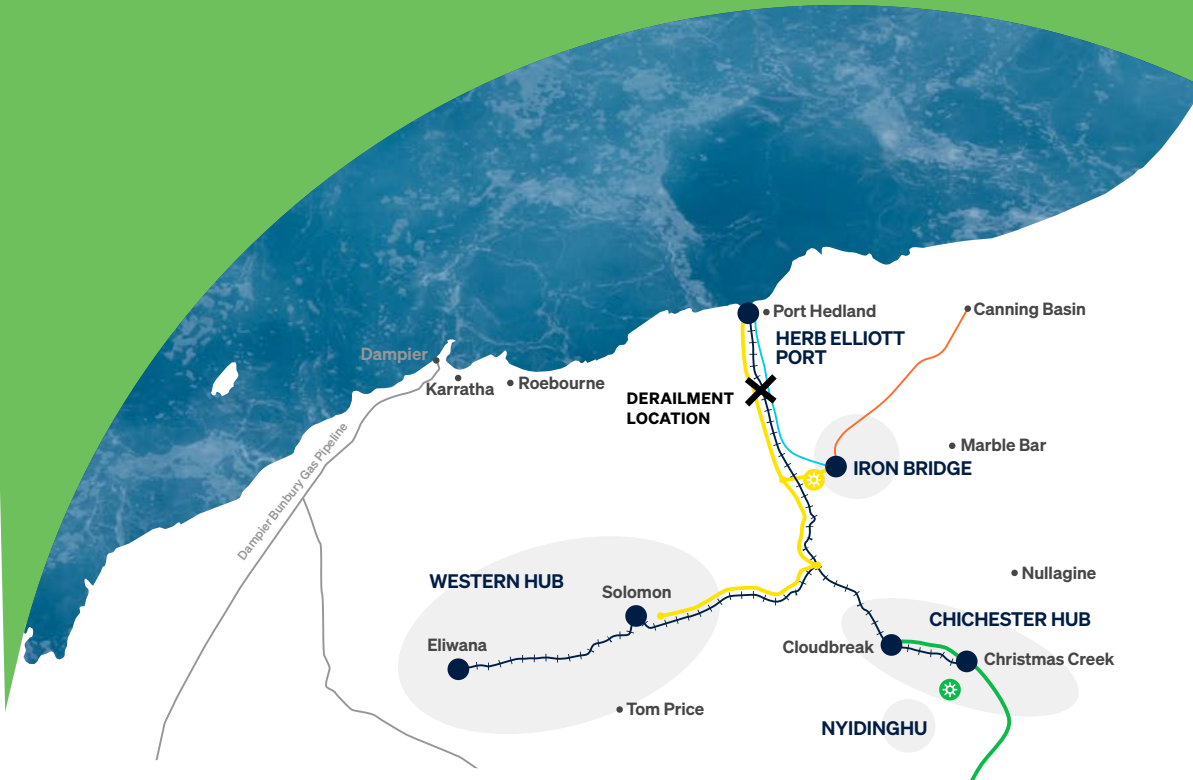 Port Hedland
Canning Basin
HERB ELLIOTT
PORT
Dampier
Karratha
Roebourne
DERAILMENT
LOCATION
Dampier Bunbury Gas Pipeline
Marble Bar
IRON BRIDGE
WESTERN HUB
Solomon
Nullagine
CHICHESTER HUB
Eliwana
Cloudbreak
Christmas Creek
Tom Price
NYIDINGHU